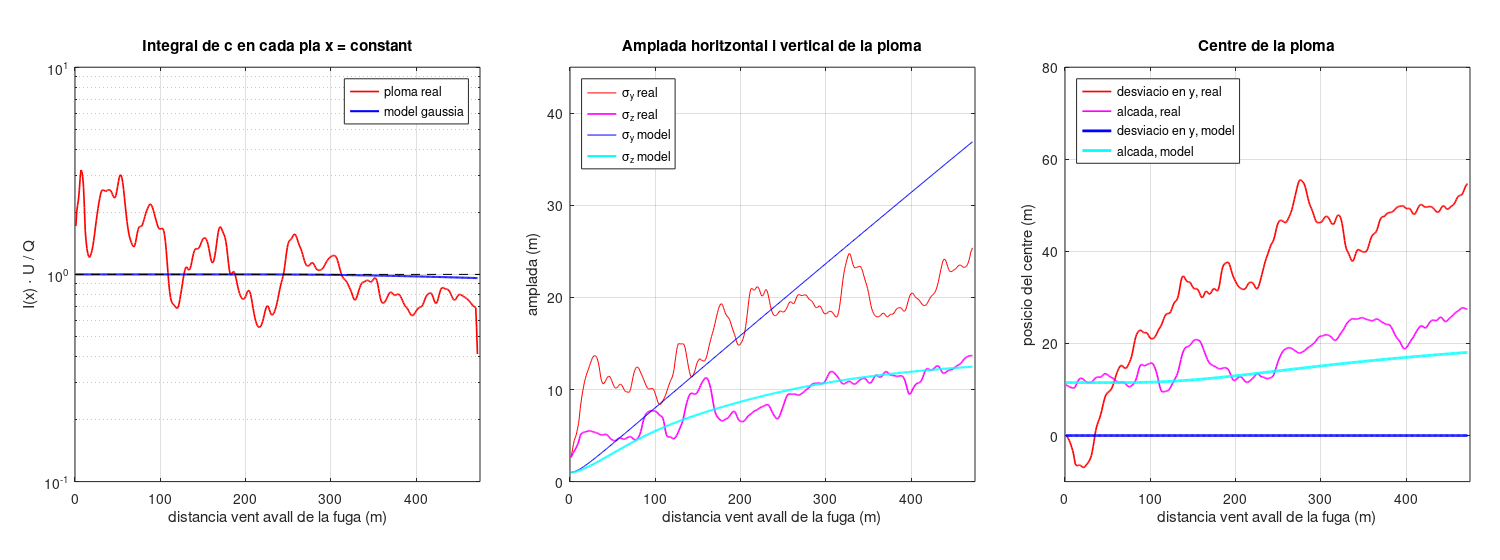 Integral de c en cada pla x = constant
10¹
10⁰
10⁻¹
I(x) · U / Q
ploma real
model gaussia
0 100 200 300 400
distancia vent avall de la fuga (m)
Amplada horitzontal i vertical de la ploma
40
30
20
10
0
amplada (m)
σy real
σz real
σy model
σz model
0 100 200 300 400
distancia vent avall de la fuga (m)
Centre de la ploma
80
60
40
20
0
posicio del centre (m)
desviacio en y, real
alcada, real
desviacio en y, model
alcada, model
0 100 200 300 400
distancia vent avall de la fuga (m)